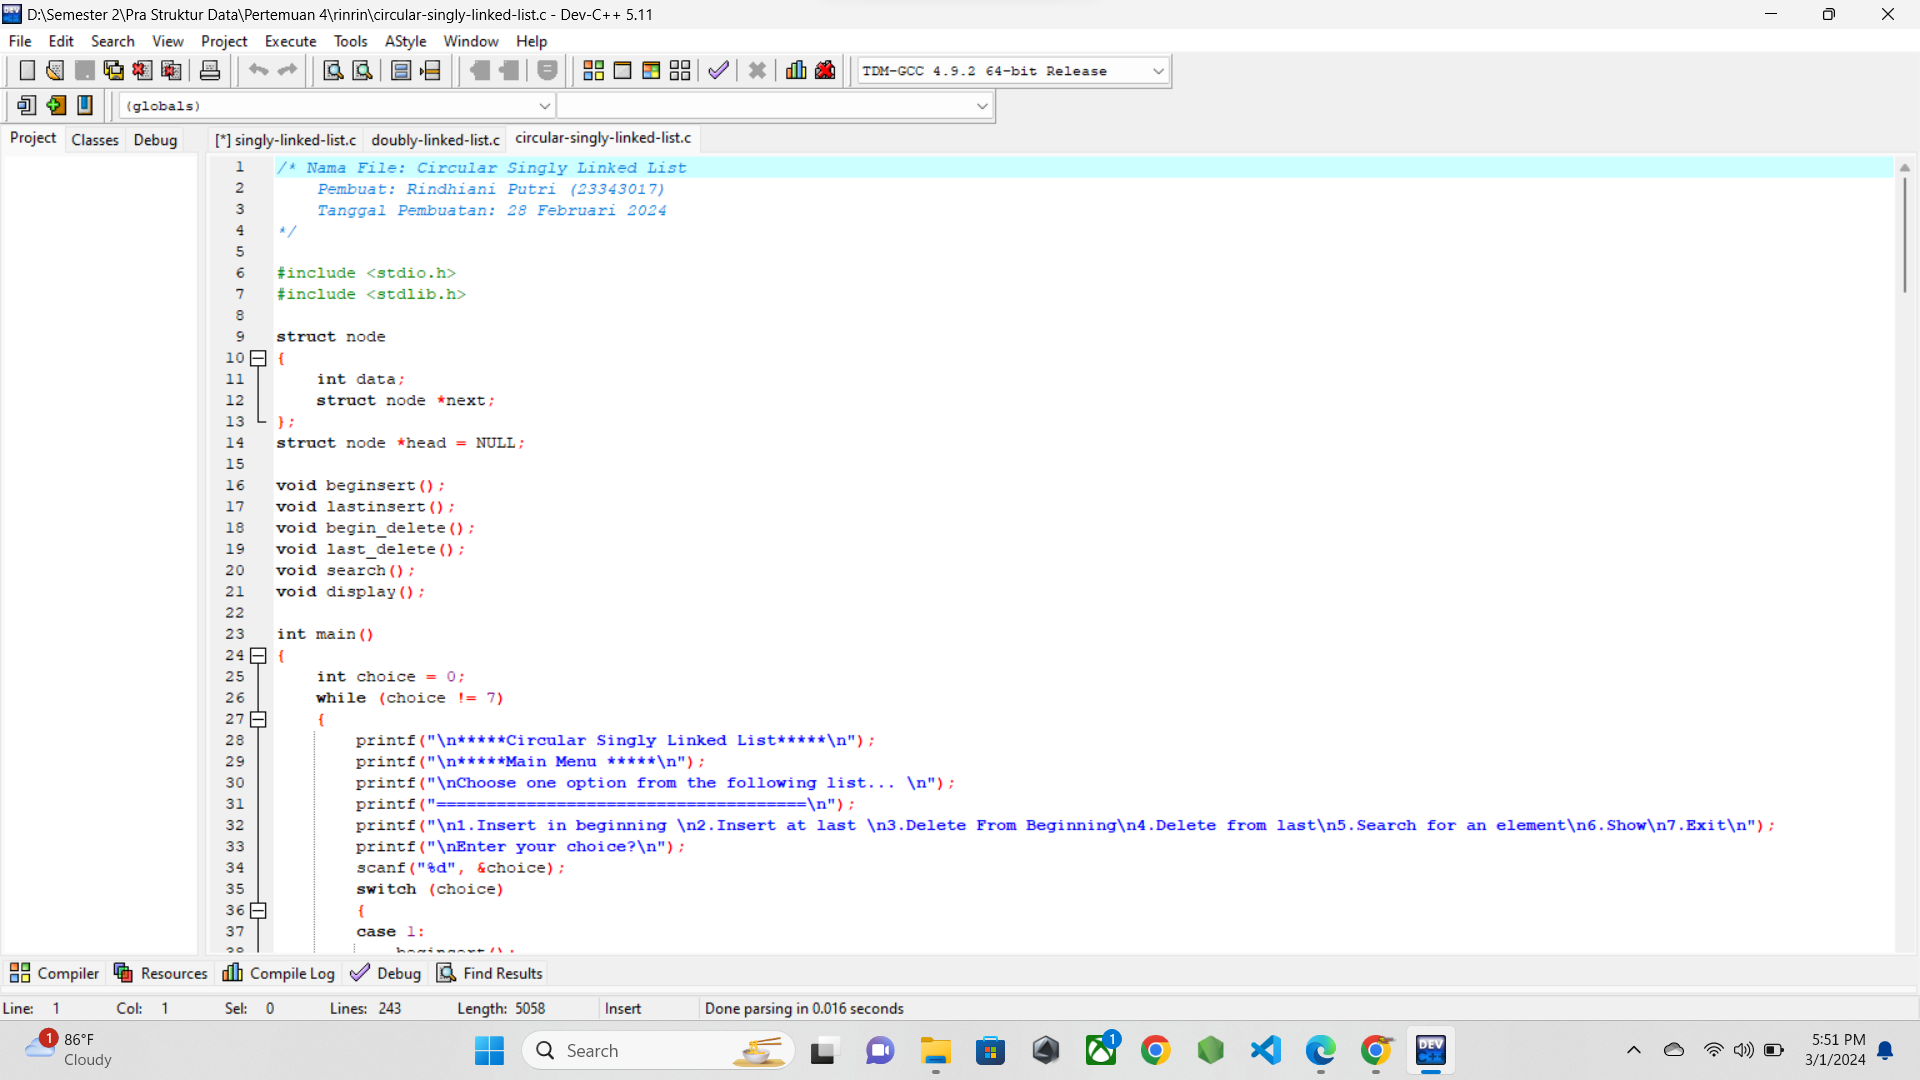 D:\Semester 2\Pra Struktur Data\Pertemuan 4\rinrin\circular-singly-linked-list.c - Dev-C++ 5.11
File Edit Search View Project Execute Tools AStyle Window Help
TDM-GCC 4.9.2 64-bit Release
(globals)
Project Classes Debug [*] singly-linked-list.c doubly-linked-list.c circular-singly-linked-list.c
1 /* Nama File: Circular Singly Linked List
2 Pembuat: Rindhiani Putri (23343017)
3 Tanggal Pembuatan: 28 Februari 2024
4 */
5
6 #include <stdio.h>
7 #include <stdlib.h>
8
9 struct node
10 {
11 int data;
12 struct node *next;
13 };
14 struct node *head = NULL;
15
16 void beginsert();
17 void lastinsert();
18 void begin_delete();
19 void last_delete();
20 void search();
21 void display();
22
23 int main()
24 {
25 int choice = 0;
26 while (choice != 7)
27 {
28 printf("\n*****Circular Singly Linked List*****\n");
29 printf("\n*****Main Menu *****\n");
30 printf("\nChoose one option from the following list... \n");
31 printf("=====================================\n");
32 printf("\n1.Insert in beginning \n2.Insert at last \n3.Delete From Beginning\n4.Delete from last\n5.Search for an element\n6.Show\n7.Exit\n");
33 printf("\nEnter your choice?\n");
34 scanf("%d", &choice);
35 switch (choice)
36 {
37 case 1:
38 beginsert();
Compiler Resources Compile Log Debug Find Results
Line: 1 Col: 1 Sel: 0 Lines: 243 Length: 5058 Insert Done parsing in 0.016 seconds
1 86°F
Cloudy
Search
1
DEV C++
5:51 PM
3/1/2024